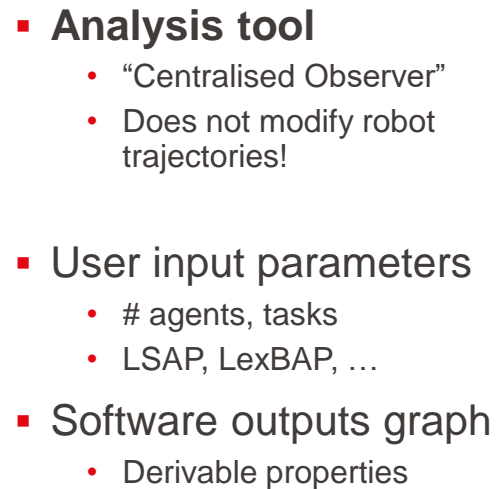 ▪ Analysis tool
• “Centralised Observer”
• Does not modify robot
trajectories!
▪ User input parameters
• # agents, tasks
• LSAP, LexBAP, …
▪ Software outputs graph
• Derivable properties